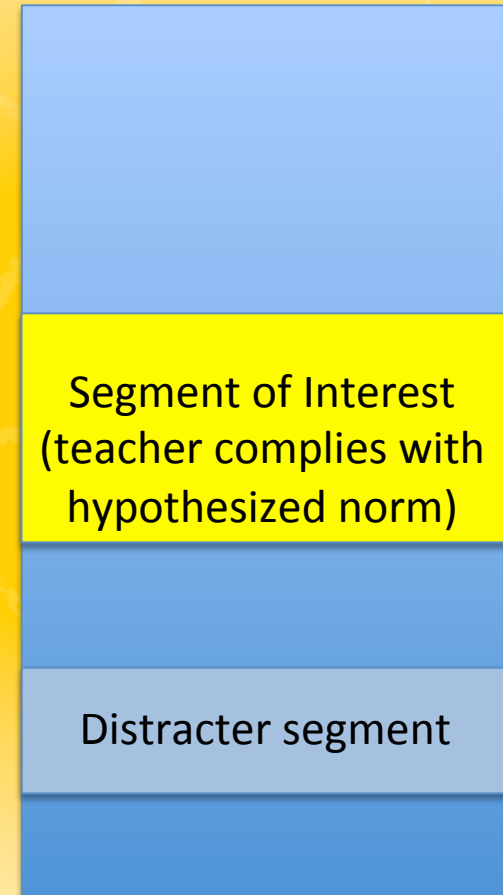 Segment of Interest
(teacher complies with
hypothesized norm)
Distracter segment